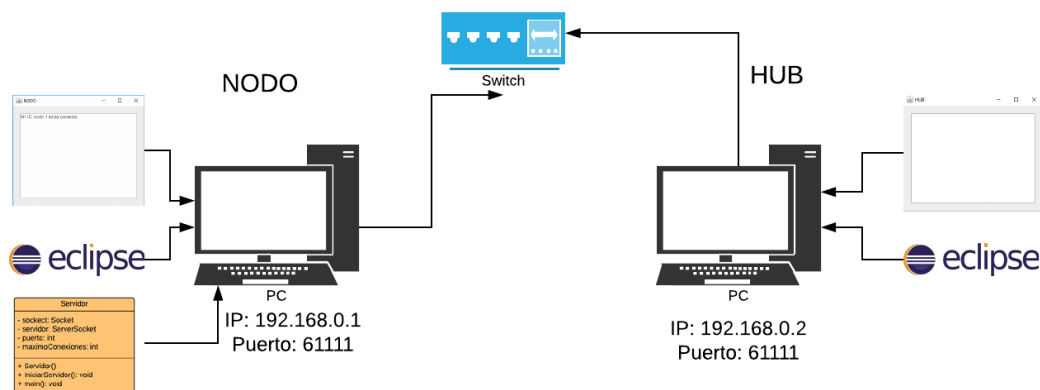 Switch
NODO
HUB
NODO
HUB
eclipse
eclipse
PC
IP: 192.168.0.1
Puerto: 61111
PC
IP: 192.168.0.2
Puerto: 61111
Servidor
- sockect: Socket
- servidor: ServerSocket
- puerto: int
- maximoConexiones: int
+ Servidor()
+ iniciarServidor(): void
+ main(): void